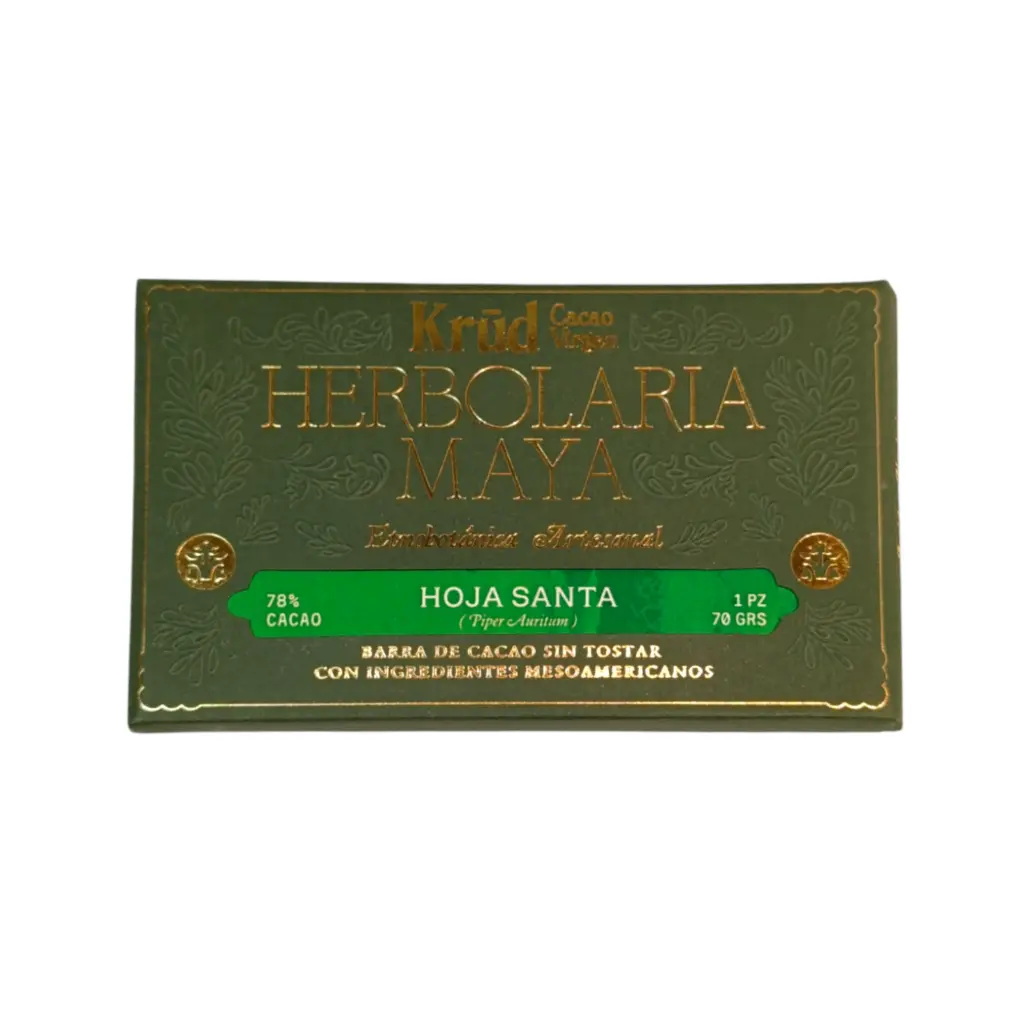 Krūd Cacao Virgen
HERBOLARIA
MAYA
Etnobotánica Artesanal
78% CACAO
HOJA SANTA
( Piper Auritum )
1 PZ
70 GRS
BARRA DE CACAO SIN TOSTAR
CON INGREDIENTES MESOAMERICANOS